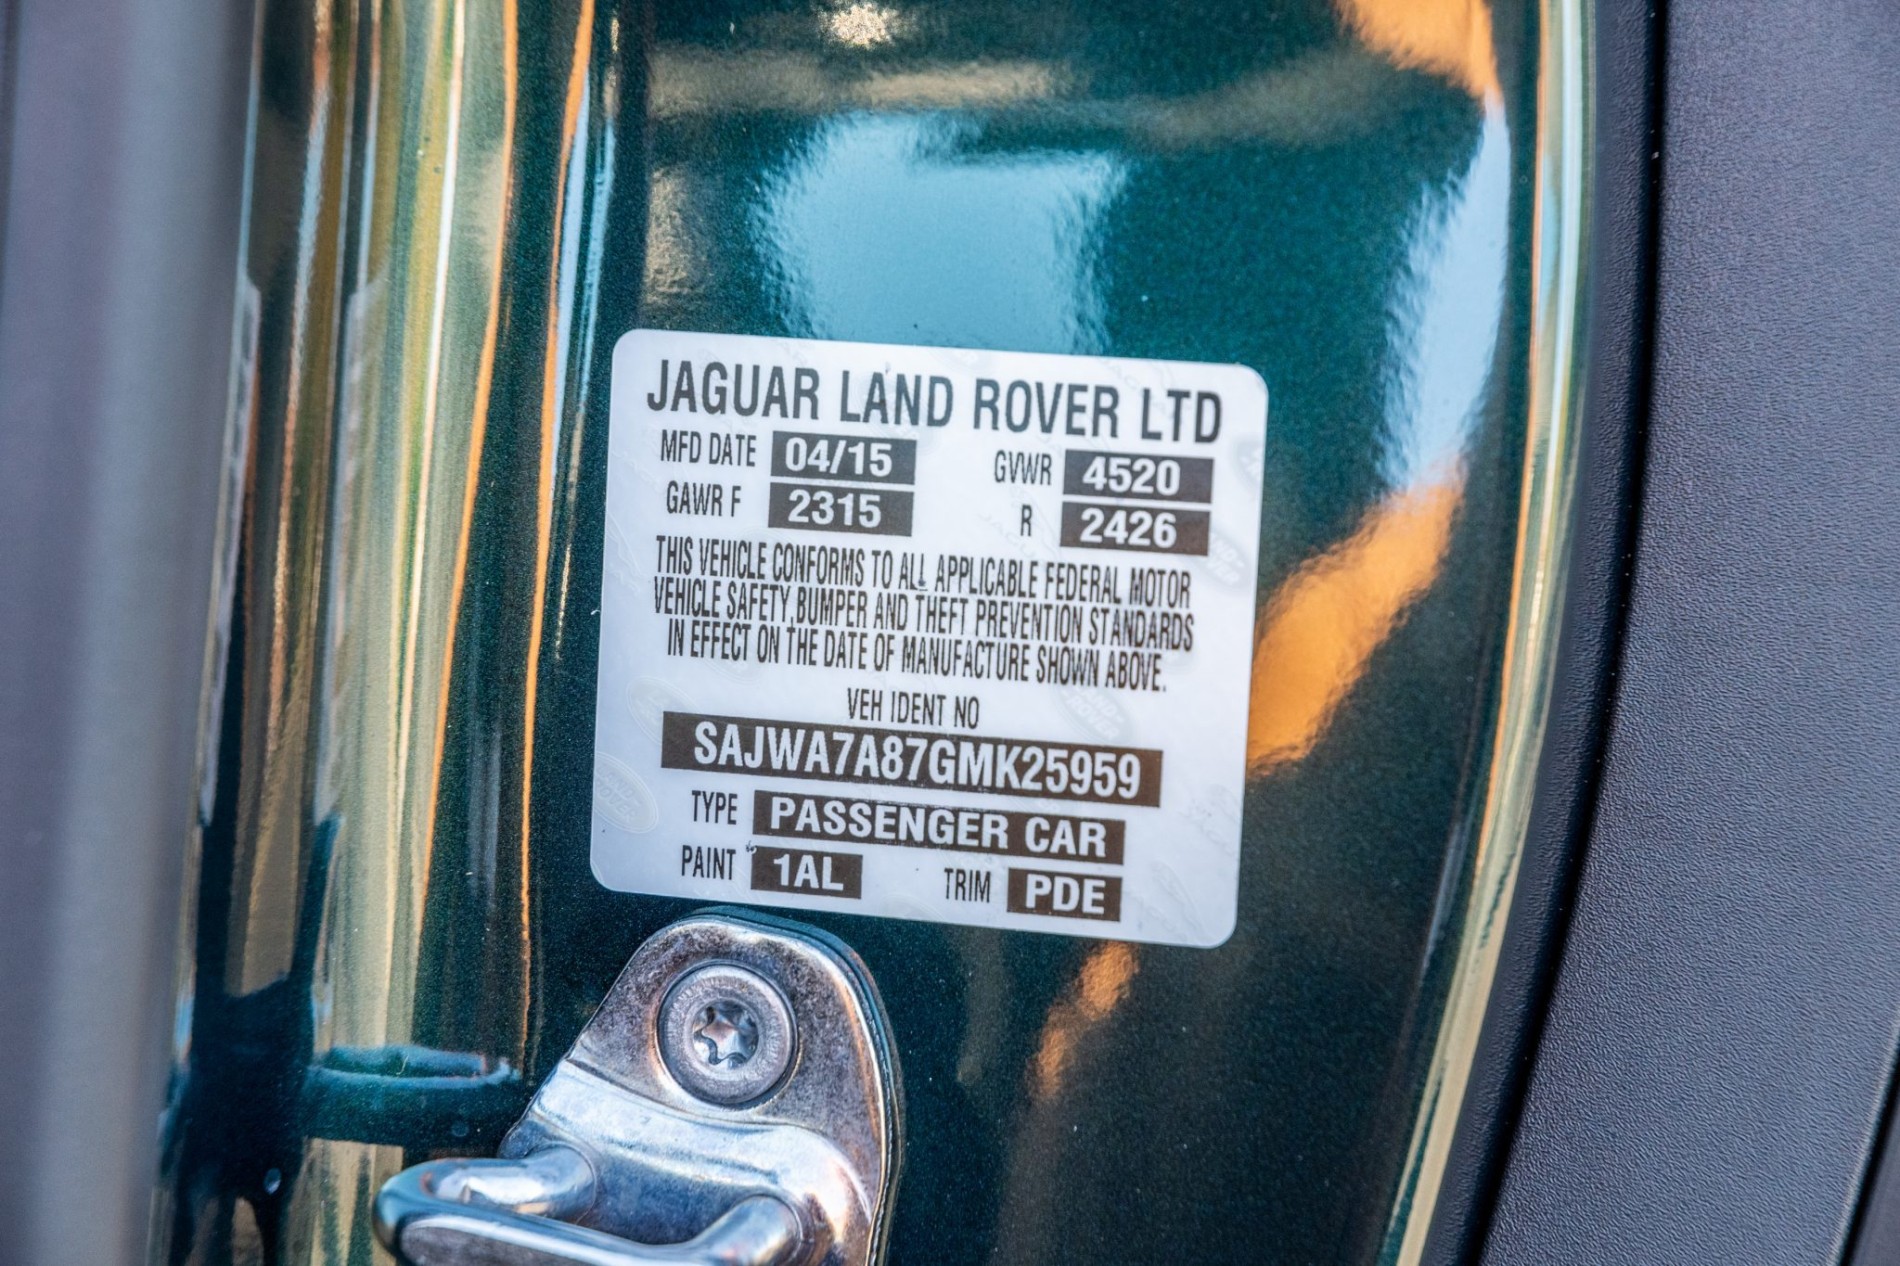 JAGUAR LAND ROVER LTD
MFD DATE 04/15 GVWR 4520
GAWR F 2315 R 2426
THIS VEHICLE CONFORMS TO ALL APPLICABLE FEDERAL MOTOR
VEHICLE SAFETY,BUMPER AND THEFT PREVENTION STANDARDS
IN EFFECT ON THE DATE OF MANUFACTURE SHOWN ABOVE.
VEH IDENT NO
SAJWA7A87GMK25959
TYPE PASSENGER CAR
PAINT 1AL TRIM PDE